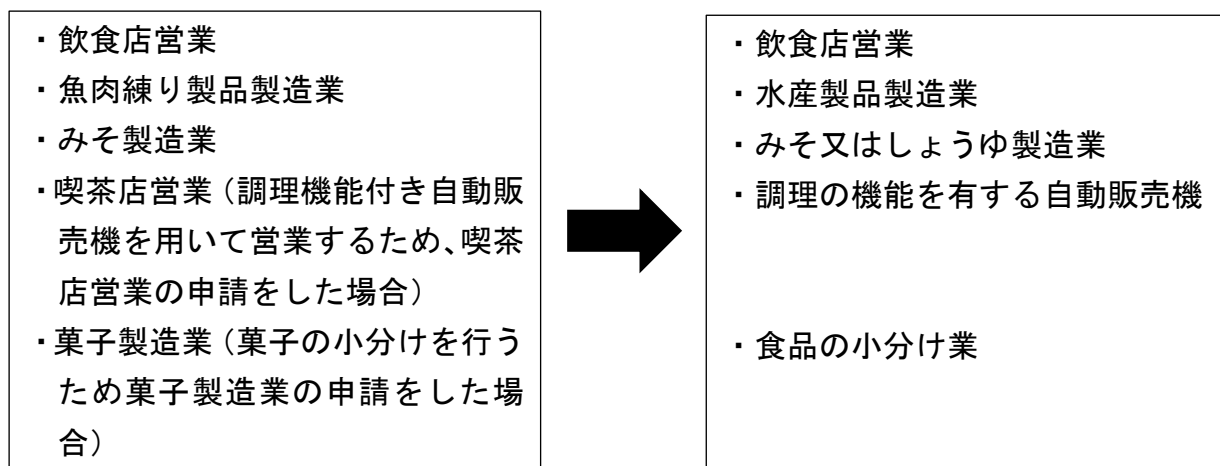 ・飲食店営業
・魚肉練り製品製造業
・みそ製造業
・喫茶店営業（調理機能付き自動販
売機を用いて営業するため、喫茶
店営業の申請をした場合）
・菓子製造業（菓子の小分けを行う
ため菓子製造業の申請をした場
合）
・飲食店営業
・水産製品製造業
・みそ又はしょうゆ製造業
・調理の機能を有する自動販売機
・食品の小分け業